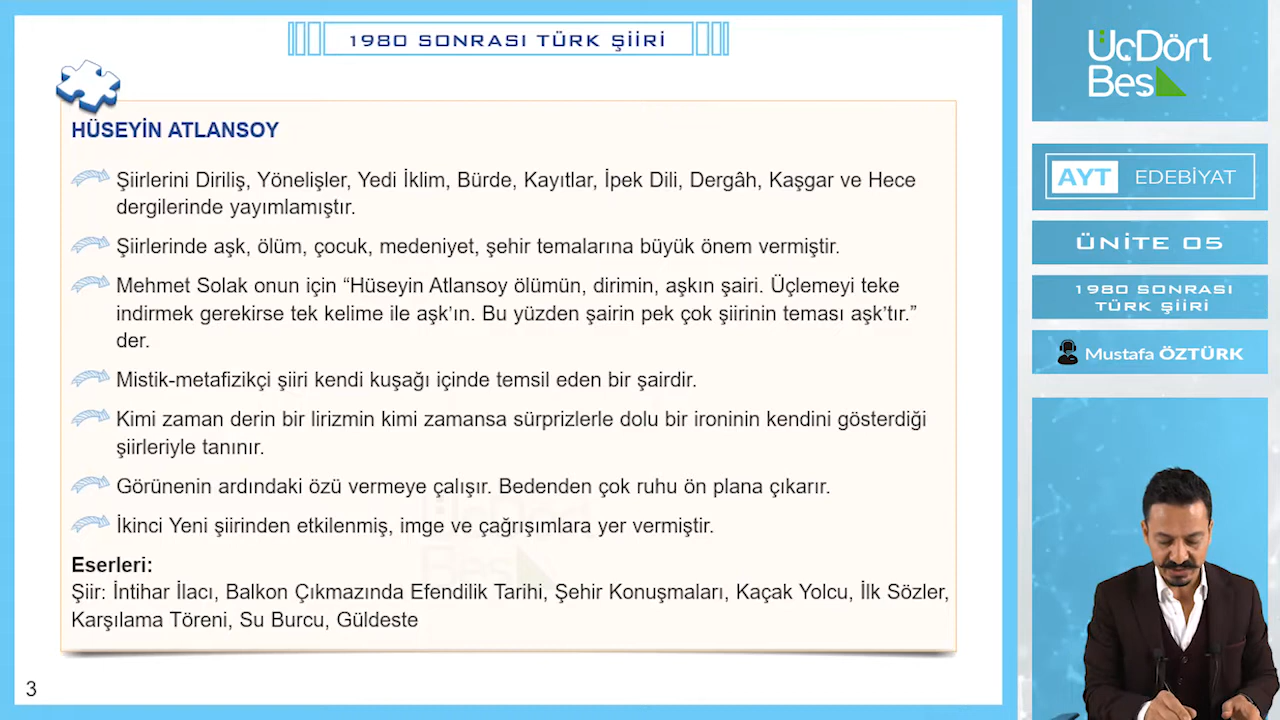 1980 SONRASI TÜRK ŞİİRİ
HÜSEYİN ATLANSOY
Şiirlerini Diriliş, Yönelişler, Yedi İklim, Bürde, Kayıtlar, İpek Dili, Dergâh, Kaşgar ve Hece
dergilerinde yayımlamıştır.
Şiirlerinde aşk, ölüm, çocuk, medeniyet, şehir temalarına büyük önem vermiştir.
Mehmet Solak onun için “Hüseyin Atlansoy ölümün, dirimin, aşkın şairi. Üçlemeyi teke
indirmek gerekirse tek kelime ile aşk’ın. Bu yüzden şairin pek çok şiirinin teması aşk’tır.”
der.
Mistik-metafizikçi şiiri kendi kuşağı içinde temsil eden bir şairdir.
Kimi zaman derin bir lirizmin kimi zamansa sürprizlerle dolu bir ironinin kendini gösterdiği
şiirleriyle tanınır.
Görünenin ardındaki özü vermeye çalışır. Bedenden çok ruhu ön plana çıkarır.
İkinci Yeni şiirinden etkilenmiş, imge ve çağrışımlara yer vermiştir.
Eserleri:
Şiir: İntihar İlacı, Balkon Çıkmazında Efendilik Tarihi, Şehir Konuşmaları, Kaçak Yolcu, İlk Sözler,
Karşılama Töreni, Su Burcu, Güldeste
3
ÜçDört
Beş
AYT EDEBİYAT
ÜNİTE 05
1980 SONRASI
TÜRK ŞİİRİ
Mustafa ÖZTÜRK